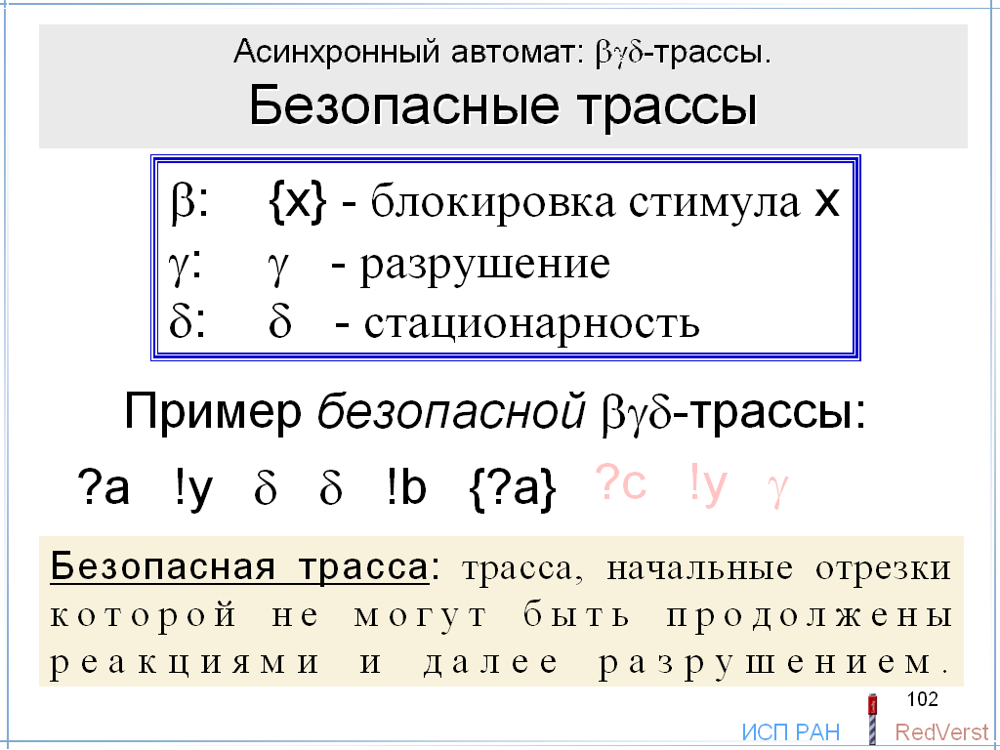 Асинхронный автомат: βγδ-трассы.
Безопасные трассы
β: {x} - блокировка стимула x
γ: γ - разрушение
δ: δ - стационарность
Пример безопасной βγδ-трассы:
?a !y δ δ !b {?a} ?c !y γ
Безопасная трасса: трасса, начальные отрезки
которой не могут быть продолжены
реакциями и далее разрушением.
102
ИСП РАН RedVerst